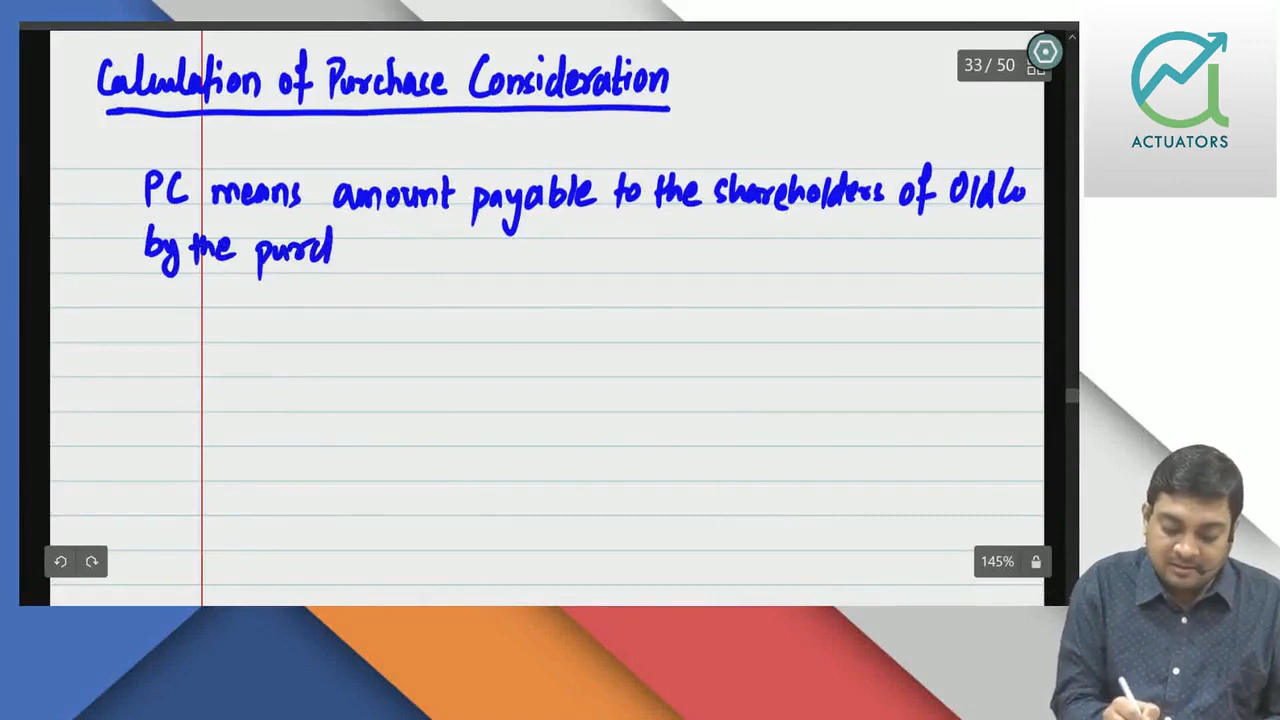 Calculation of Purchase Consideration
33 / 50
ACTUATORS
PC means amount payable to the shareholders of Old Co
by the purch
145%